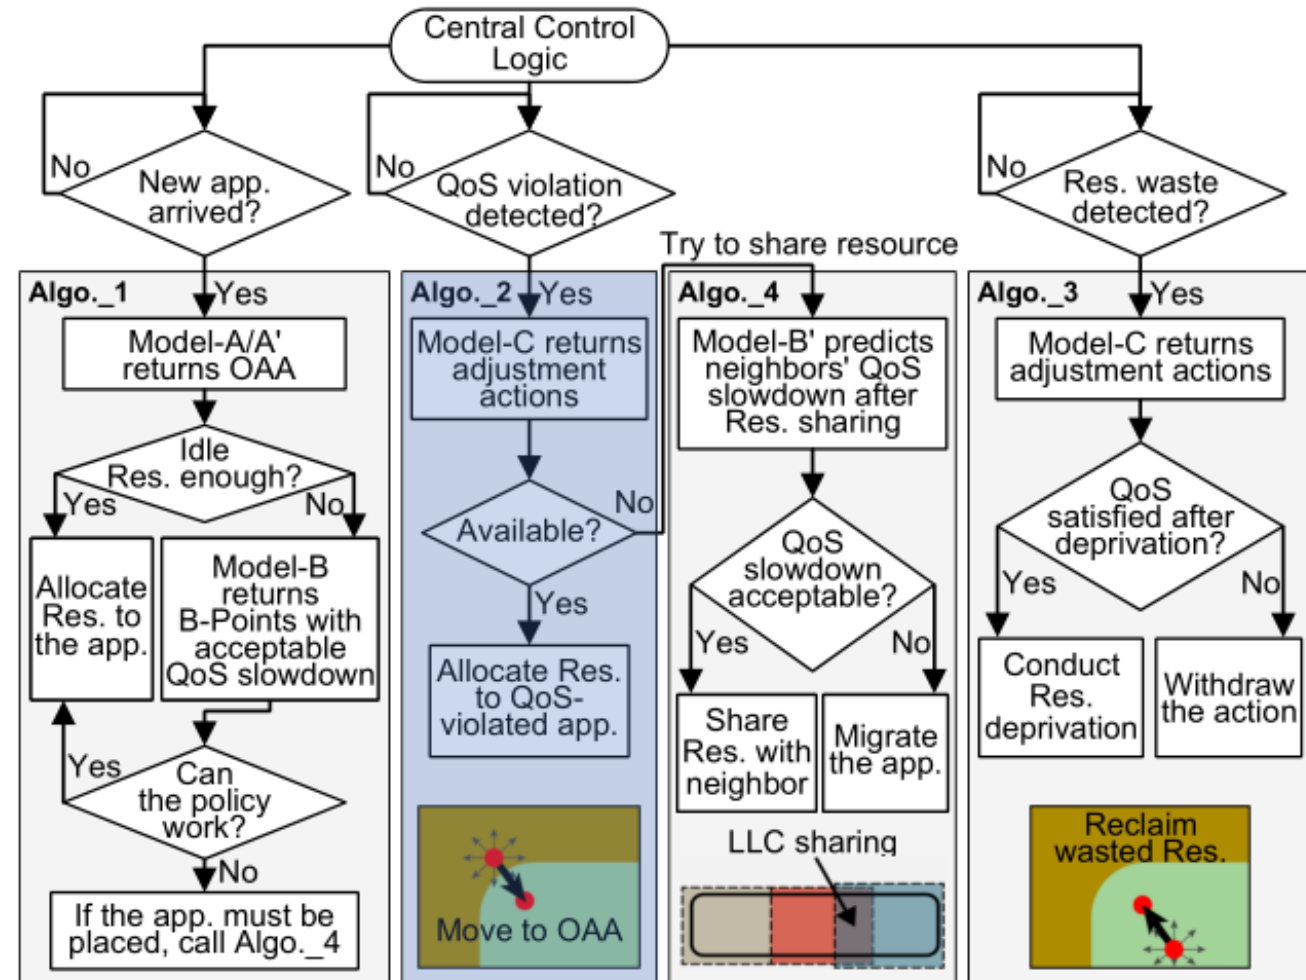 Central Control
Logic
No
New app.
arrived?
No
QoS violation
detected?
No
Res. waste
detected?
Try to share resource
Algo._1
Yes
Model-A/A'
returns OAA
Idle
Res. enough?
Yes
No
Allocate
Res. to
the app.
Model-B
returns
B-Points with
acceptable
QoS slowdown
Yes
Can
the policy
work?
No
If the app. must be
placed, call Algo._4
Algo._2
Yes
Model-C returns
adjustment
actions
Available?
No
Yes
Allocate Res.
to QoS-
violated app.
Move to OAA
Algo._4
Model-B' predicts
neighbors' QoS
slowdown after
Res. sharing
QoS
slowdown
acceptable?
Yes
No
Share
Res. with
neighbor
Migrate
the app.
LLC sharing
Algo._3
Yes
Model-C returns
adjustment actions
QoS
satisfied after
deprivation?
Yes
No
Conduct
Res.
deprivation
Withdraw
the action
Reclaim
wasted Res.